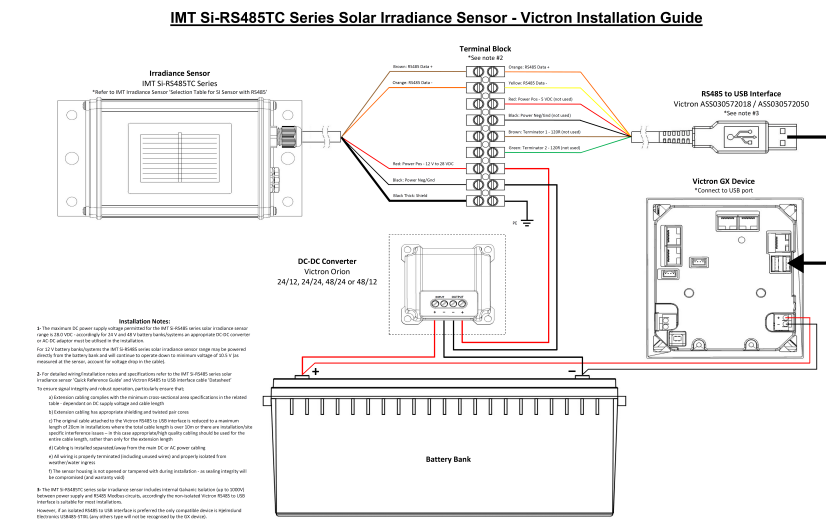 IMT Si-RS485TC Series Solar Irradiance Sensor - Victron Installation Guide
Terminal Block
*See note #2
Irradiance Sensor
IMT Si-RS485TC Series
*Refer to IMT Irradiance Sensor 'Selection Table for Si Sensor with RS485'
Brown: RS485 Data +
Orange: RS485 Data -
Red: Power Pos - 12 V to 28 VDC
Black: Power Neg/Gnd
Black Thick: Shield
Orange: RS485 Data +
Yellow: RS485 Data -
Red: Power Pos - 5 VDC (not used)
Black: Power Neg/Gnd (not used)
Brown: Terminator 1 - 120R (not used)
Green: Terminator 2 - 120R (not used)
PE
RS485 to USB Interface
Victron ASS030572018 / ASS030572050
*See note #3
Victron GX Device
*Connect to USB port
DC-DC Converter
Victron Orion
24/12, 24/24, 48/24 or 48/12
INPUT OUTPUT
+ - - +
+
−
Battery Bank
Installation Notes:
1- The maximum DC power supply voltage permitted for the IMT Si-RS485 series solar irradiance sensor
range is 28.0 VDC - accordingly for 24 V and 48 V battery banks/systems an appropriate DC-DC converter
or AC-DC adaptor must be utilised in the installation.
For 12 V battery banks/systems the IMT Si-RS485 series solar irradiance sensor range may be powered
directly from the battery bank and will continue to operate down to minimum voltage of 10.5 V (as
measured at the sensor, account for voltage drop in the cable).
2- For detailed wiring/installation notes and specifications refer to the IMT Si-RS485 series solar
irradiance sensor 'Quick Reference Guide' and Victron RS485 to USB interface cable 'Datasheet'
To ensure signal integrity and robust operation, particularly ensure that;
a) Extension cabling complies with the minimum cross-sectional area specifications in the related
table - dependant on DC supply voltage and cable length
b) Extension cabling has appropriate shielding and twisted pair cores
c) The original cable attached to the Victron RS485 to USB interface is reduced to a maximum
length of 20cm in installations where the total cable length is over 10m or there are installation/site
specific interference issues – in this case appropriate/high quality cabling should be used for the
entire cable length, rather than only for the extension length
d) Cabling is installed separated/away from the main DC or AC power cabling
e) All wiring is properly terminated (including unused wires) and properly isolated from
weather/water ingress
f) The sensor housing is not opened or tampered with during installation - as sealing integrity will
be compromised (and warranty void)
3- The IMT Si-RS485TC series solar irradiance sensor includes internal Galvanic Isolation (up to 1000V)
between power supply and RS485 Modbus circuits, accordingly the non-isolated Victron RS485 to USB
interface is suitable for most installations.
However, if an isolated RS485 to USB interface is preferred the only compatible device is Hjelmslund
Electronics USB485-STIXL (any others type will not be recognised by the GX device).